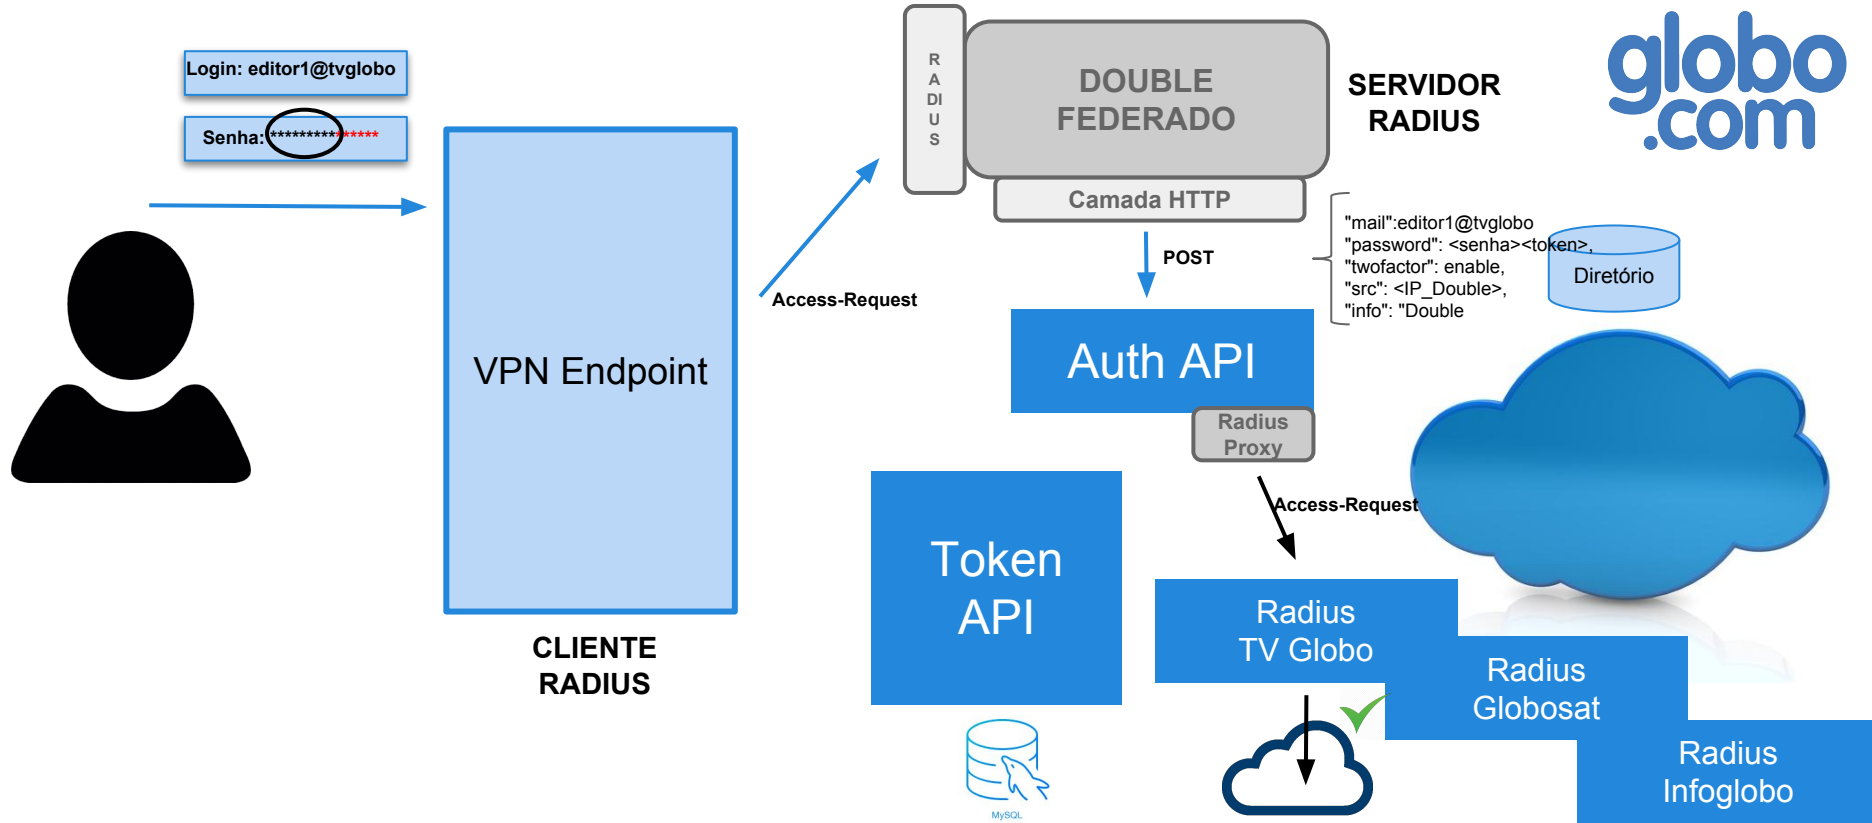 Login: editor1@tvglobo
Senha: ***************
VPN Endpoint
CLIENTE
RADIUS
Access-Request
RADIUS
DOUBLE
FEDERADO
Camada HTTP
SERVIDOR
RADIUS
globo
.com
POST
"mail":editor1@tvglobo
"password": <senha><token>,
"twofactor": enable,
"src": <IP_Double>,
"info": "Double
Diretório
Auth API
Radius
Proxy
Access-Request
Token
API
MySQL
Radius
TV Globo
Radius
Globosat
Radius
Infoglobo